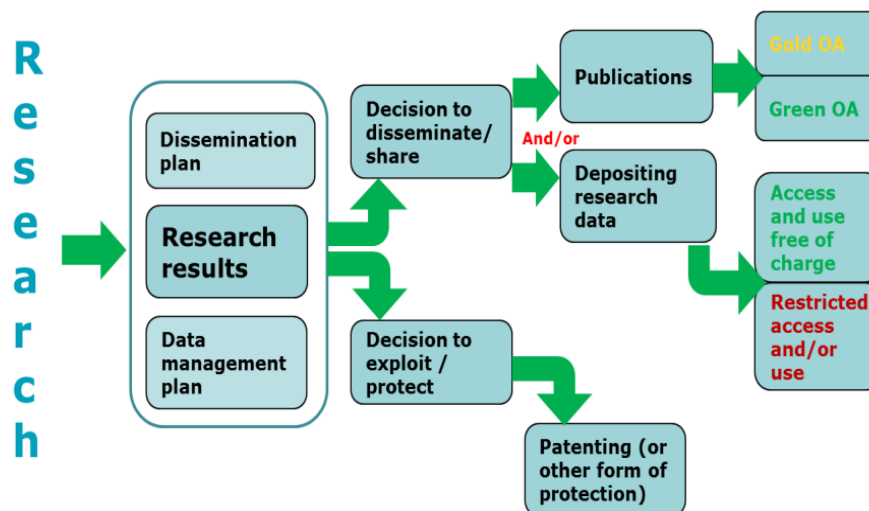 Research
Dissemination
plan
Research
results
Data
management
plan
Decision to
disseminate/
share
And/or
Decision to
exploit /
protect
Publications
Depositing
research
data
Patenting (or
other form of
protection)
Gold OA
Green OA
Access
and use
free of
charge
Restricted
access
and/or
use